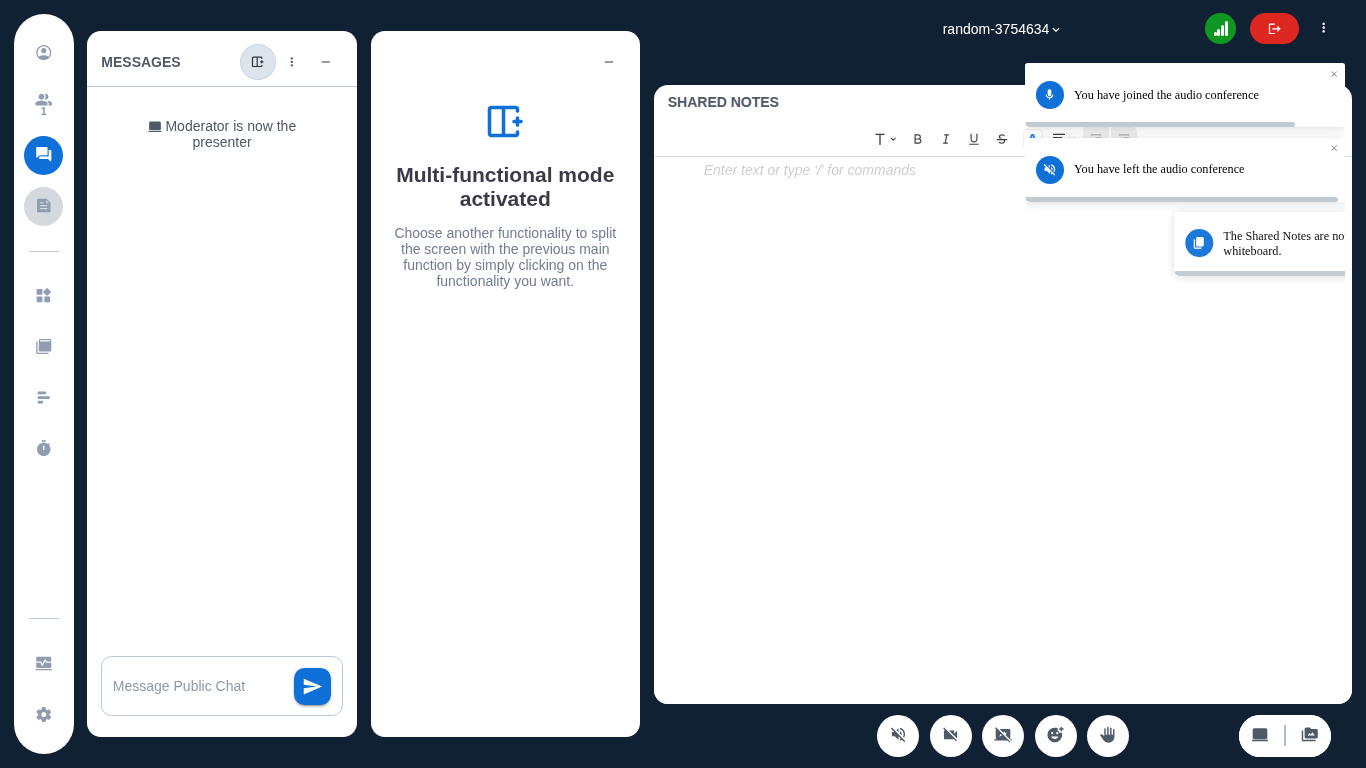 random-3754634
MESSAGES
1
Moderator is now the
presenter
Message Public Chat
Multi-functional mode
activated
Choose another functionality to split
the screen with the previous main
function by simply clicking on the
functionality you want.
SHARED NOTES
Enter text or type '/' for commands
You have joined the audio conference
You have left the audio conference
The Shared Notes are no
whiteboard.